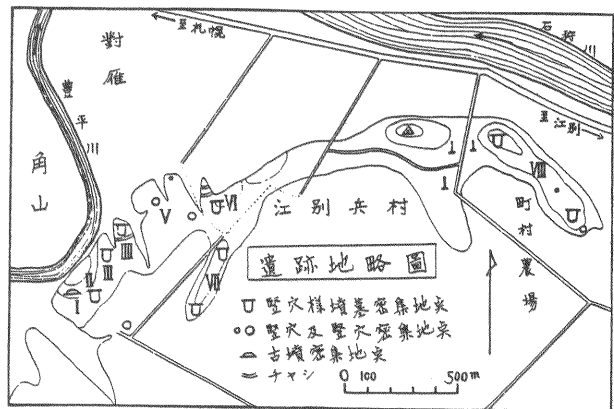 至札幌
石狩川
對雁
豊平川
角山
至江別
江別兵村
町村農場
I
II
III
III
V
VI
VII
VIII
遺跡地略圖
竪穴様墳墓密集地点
竪穴及竪穴密集地点
古墳密集地点
チャシ
0 100 500m